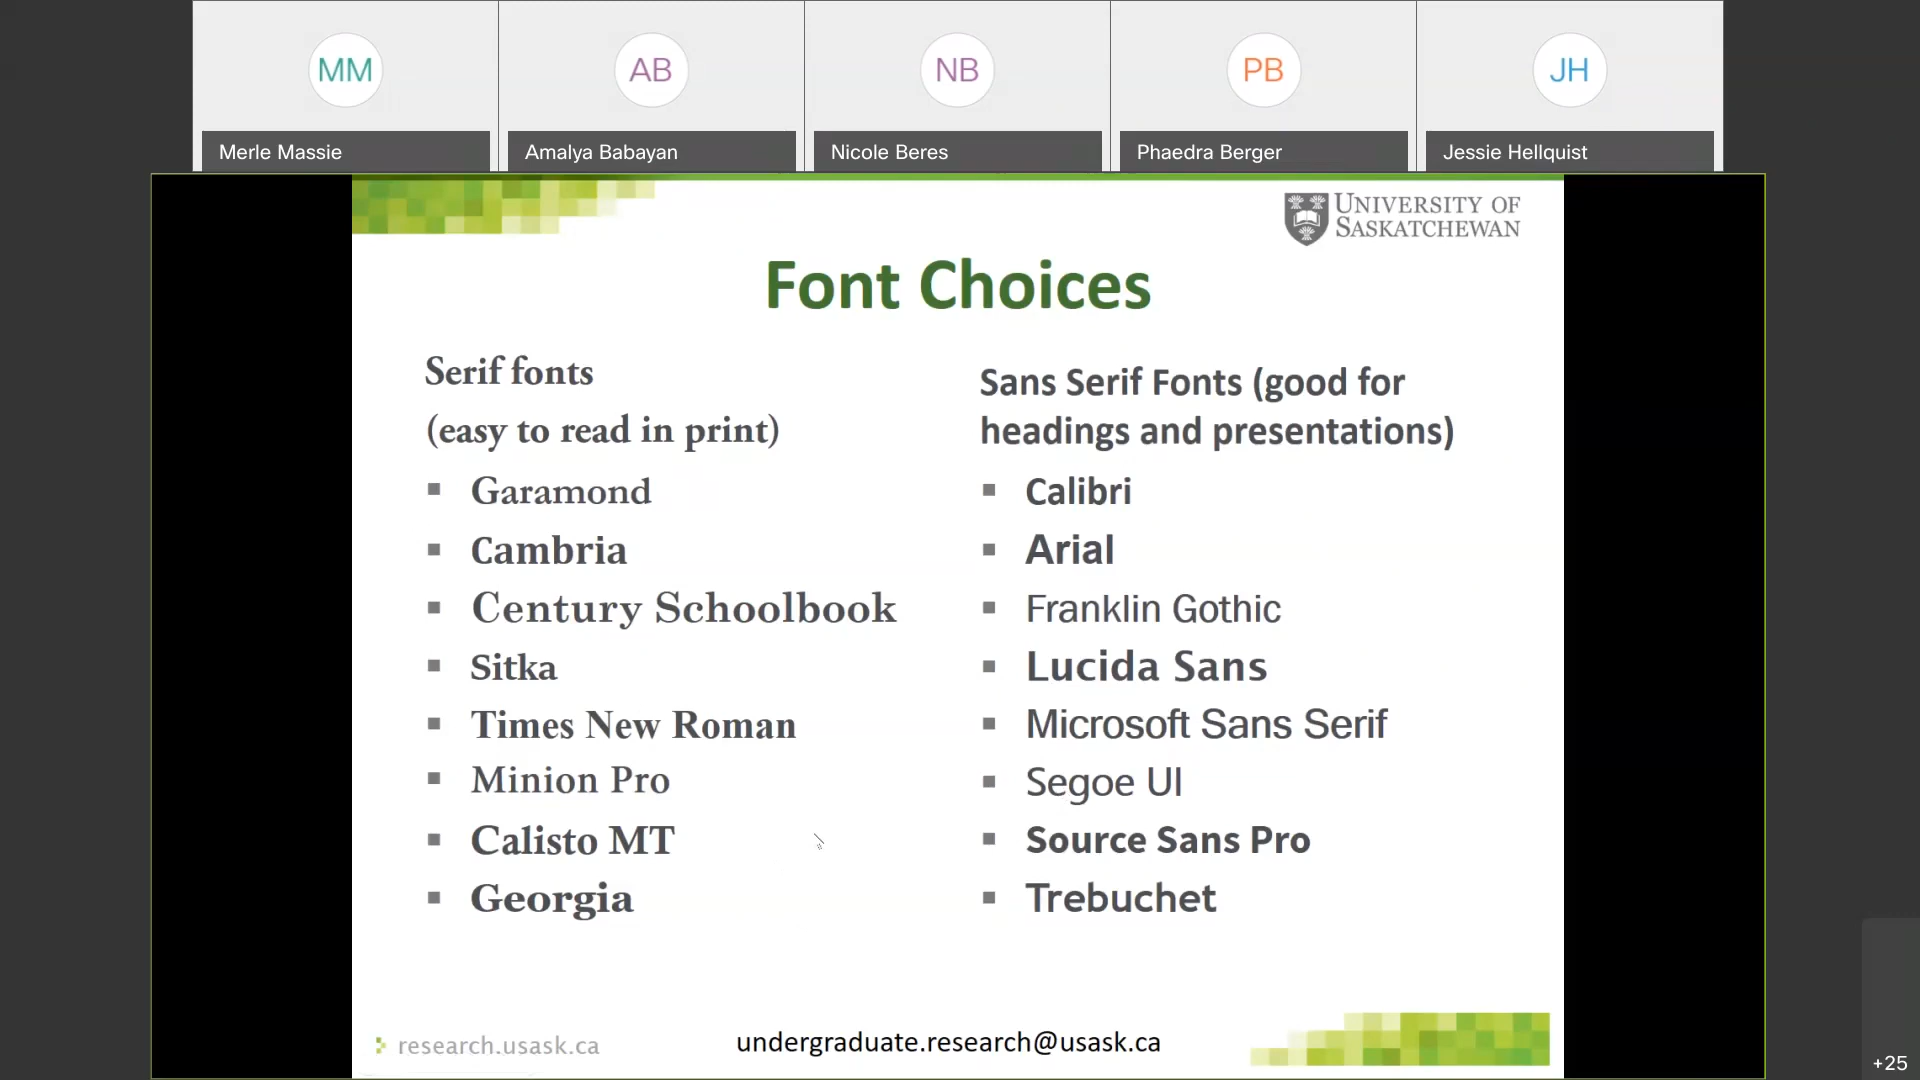 MM
AB
NB
PB
JH
Merle Massie
Amalya Babayan
Nicole Beres
Phaedra Berger
Jessie Hellquist
UNIVERSITY OF
SASKATCHEWAN
Font Choices
Serif fonts
(easy to read in print)
Garamond
Cambria
Century Schoolbook
Sitka
Times New Roman
Minion Pro
Calisto MT
Georgia
Sans Serif Fonts (good for
headings and presentations)
Calibri
Arial
Franklin Gothic
Lucida Sans
Microsoft Sans Serif
Segoe UI
Source Sans Pro
Trebuchet
research.usask.ca
undergraduate.research@usask.ca
+25